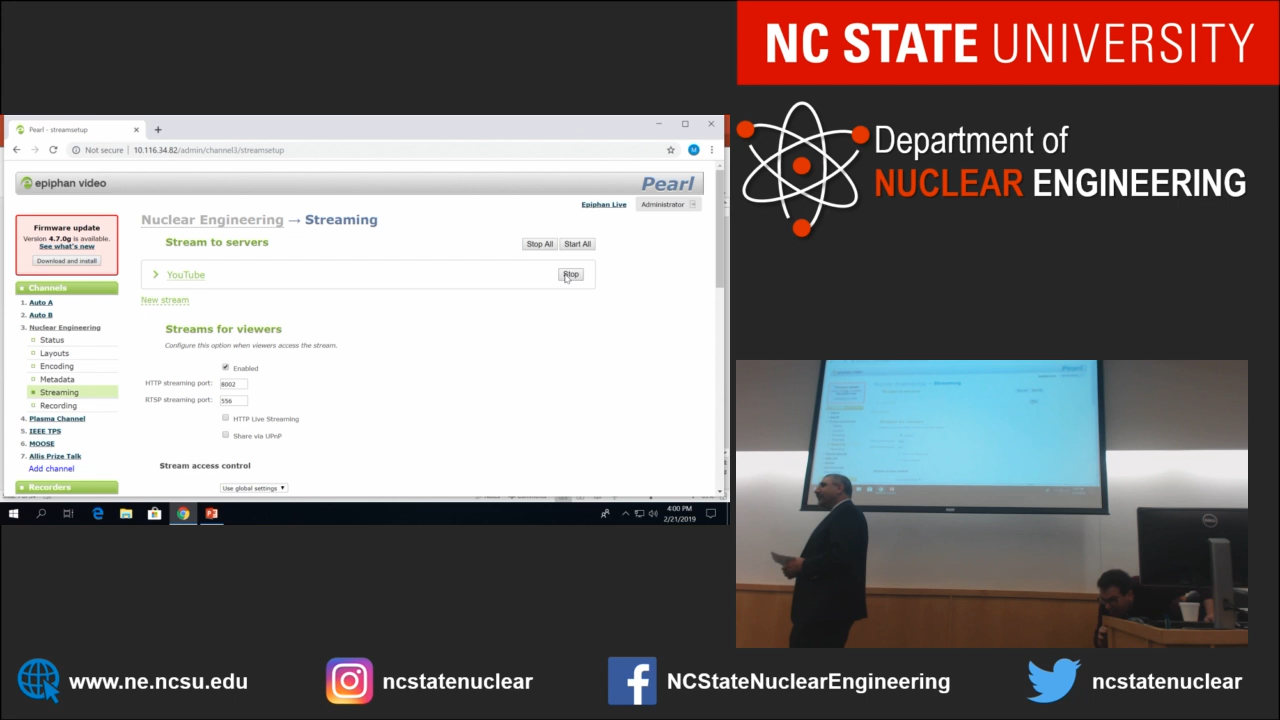 NC STATE UNIVERSITY
Department of
NUCLEAR ENGINEERING
Pearl - streamsetup
Not secure
10.116.34.82/admin/channel3/streamsetup
M
epiphan video
Pearl
Epiphan Live
Administrator
Firmware update
Version 4.7.0g is available.
See what's new
Download and install
Channels
1. Auto A
2. Auto B
3. Nuclear Engineering
Status
Layouts
Encoding
Metadata
Streaming
Recording
4. Plasma Channel
5. IEEE TPS
6. MOOSE
7. Allis Prize Talk
Add channel
Recorders
Nuclear Engineering → Streaming
Stream to servers
Stop All
Start All
YouTube
Stop
New stream
Streams for viewers
Configure this option when viewers access the stream.
Enabled
HTTP streaming port: 8002
RTSP streaming port: 556
HTTP Live Streaming
Share via UPnP
Stream access control
Use global settings
4:00 PM
2/21/2019
Pearl
DELL
www.ne.ncsu.edu
ncstatenuclear
NCStateNuclearEngineering
ncstatenuclear